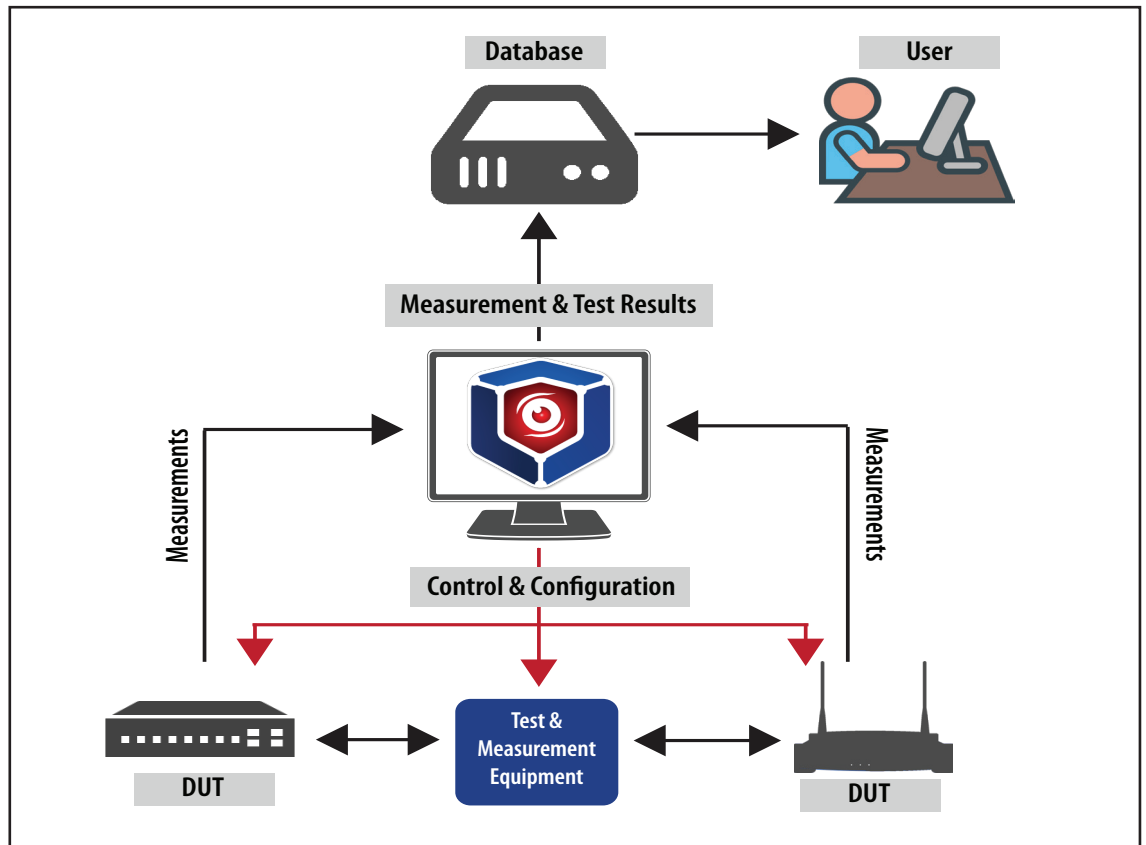 Database
User
Measurement & Test Results
Measurements
Measurements
Control & Configuration
Test &
Measurement
Equipment
DUT
DUT